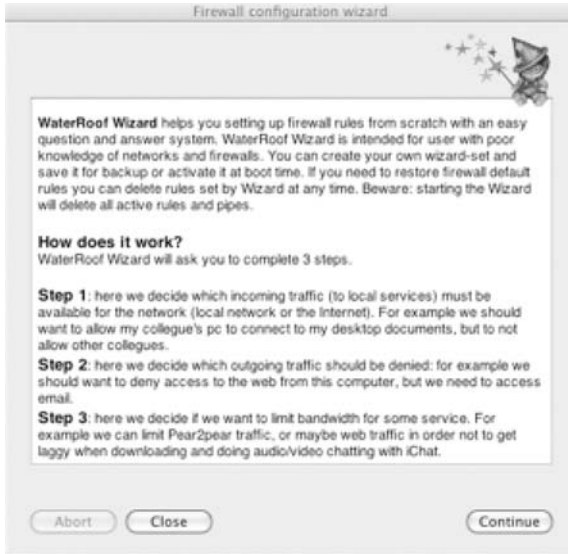 Firewall configuration wizard
WaterRoof Wizard helps you setting up firewall rules from scratch with an easy
question and answer system. WaterRoof Wizard is intended for user with poor
knowledge of networks and firewalls. You can create your own wizard-set and
save it for backup or activate it at boot time. If you need to restore firewall default
rules you can delete rules set by Wizard at any time. Beware: starting the Wizard
will delete all active rules and pipes.
How does it work?
WaterRoof Wizard will ask you to complete 3 steps.
Step 1: here we decide which incoming traffic (to local services) must be
available for the network (local network or the Internet). For example we should
want to allow my collegue's pc to connect to my desktop documents, but to not
allow other collegues.
Step 2: here we decide which outgoing traffic should be denied: for example we
should want to deny access to the web from this computer, but we need to access
email.
Step 3: here we decide if we want to limit bandwidth for some service. For
example we can limit Pear2pear traffic, or maybe web traffic in order not to get
laggy when downloading and doing audio/video chatting with iChat.
Abort Close Continue